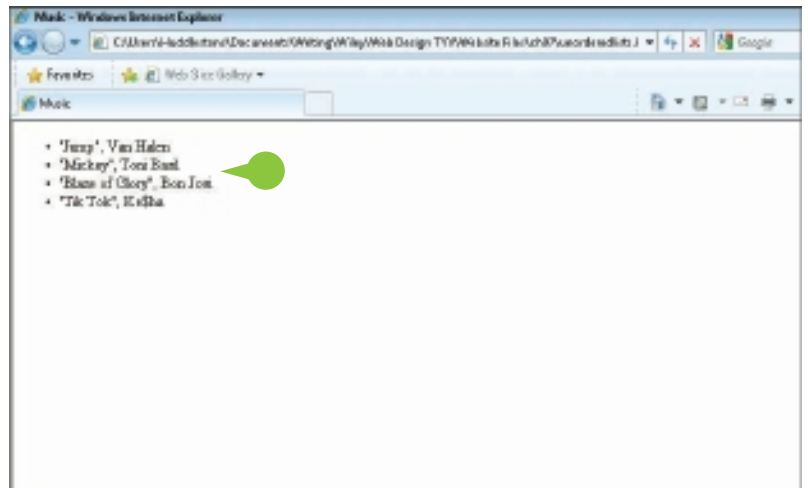 Music - Windows Internet Explorer
Google
Favorites Web Slice Gallery
Music
• "Jump", Van Halen
• "Mickey", Toni Basil
• "Blaze of Glory", Bon Jovi
• "Tik Tok", Ke$ha